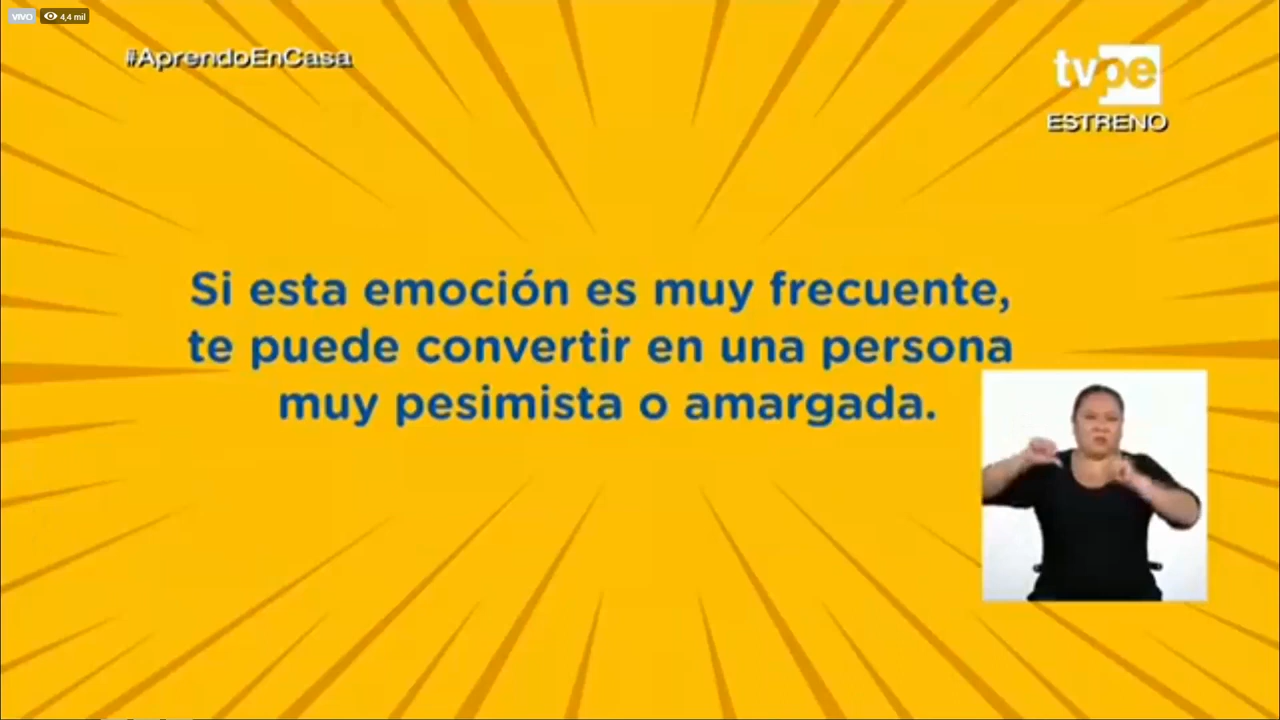 VIVO 4,4 mil
#AprendoEnCasa
tvpe
ESTRENO
Si esta emoción es muy frecuente,
te puede convertir en una persona
muy pesimista o amargada.